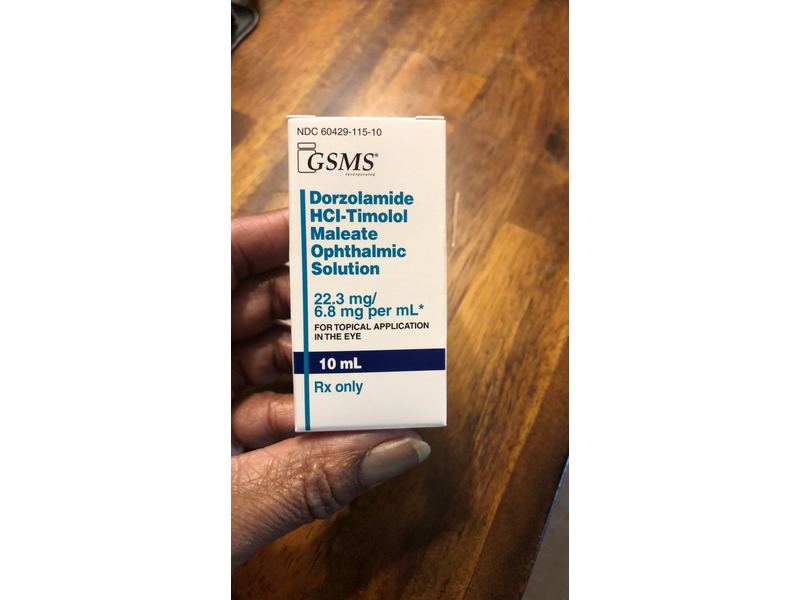 NDC 60429-115-10
GSMS®
incorporated
Dorzolamide
HCl-Timolol
Maleate
Ophthalmic
Solution
22.3 mg/
6.8 mg per mL*
FOR TOPICAL APPLICATION
IN THE EYE
10 mL
Rx only